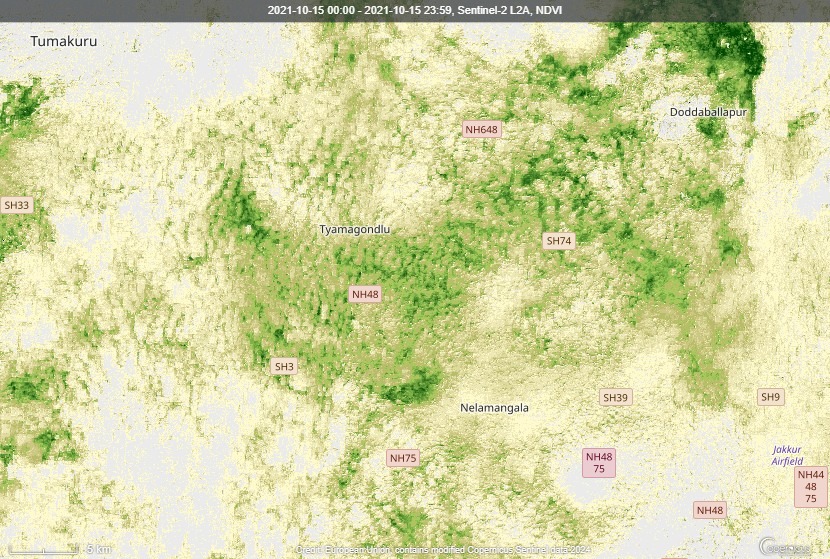 2021-10-15 00:00 - 2021-10-15 23:59, Sentinel-2 L2A, NDVI
Tumakuru
Doddaballapur
NH648
SH33
Tyamagondlu
SH74
NH48
SH3
SH39
SH9
Nelamangala
NH75
NH48
75
Jakkur
Airfield
NH44
48
75
NH48
5 km
Credit: European Union, contains modified Copernicus Sentinel data 2024